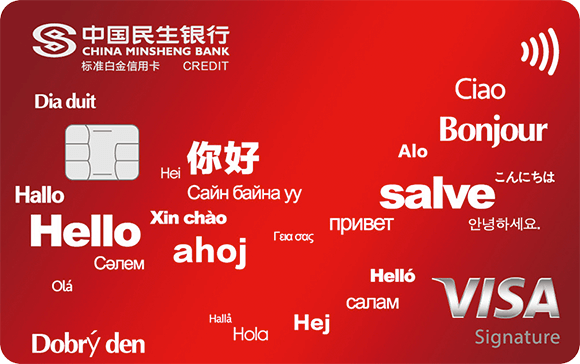 中国民生银行
CHINA MINSHENG BANK
标准白金信用卡 CREDIT
Ciao
Dia duit
Bonjour
Alo
你好
Hei
こんにちは
Сайн байна уу
salve
Hallo
Xin chào
привет
안녕하세요.
Hello
Γεια σας
ahoj
Сәлем
Helló
Olá
салам
VISA
Hallå
Hej
Hola
Signature
Dobrý den